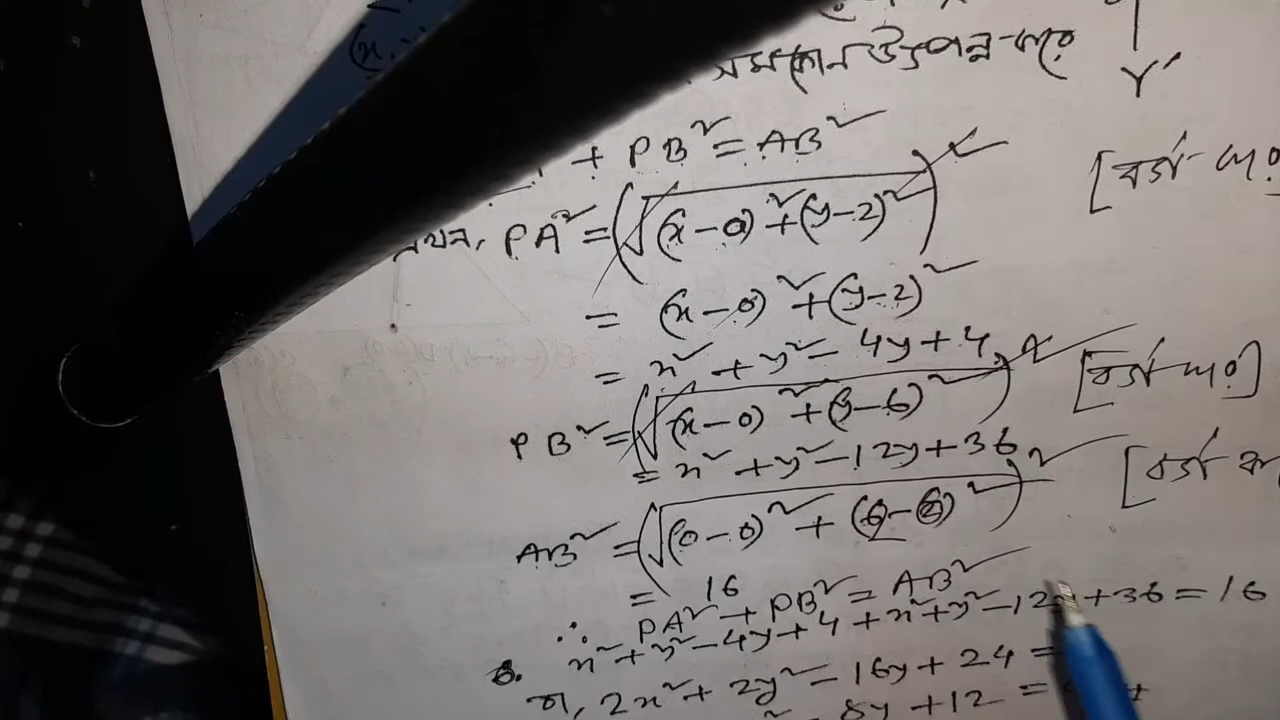 সমকোন উৎপন্ন করে
Y′
+ PB² = AB²
এখন, PA² = (√(x-0)²+(y-2)²)² [বর্গ
= (x-0)²+(y-2)²
= x²+y²-4y+4
PB² = (√(x-0)²+(y-6)²)² [বর্গ
= x²+y²-12y+36
AB² = (√(0-0)²+(6-2)²)² [বর্গ
= 16
∴ PA²+PB² = AB²
x²+y²-4y+4+x²+y²-12y+36 = 16
বা, 2x²+2y²-16y+24 =
8y+12 =